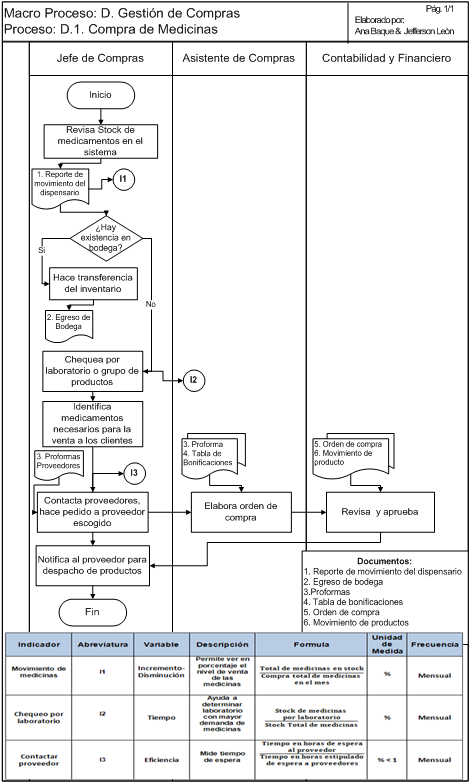 Macro Proceso: D. Gestión de Compras
Proceso: D.1. Compra de Medicinas
Pág. 1/1
Elaborado por:
Ana Baque & Jefferson León
Jefe de Compras
Asistente de Compras
Contabilidad y Financiero
Inicio
Revisa Stock de
medicamentos en el
sistema
1. Reporte de
movimiento del
dispensario
I1
¿Hay
existencia en
bodega?
Si
No
Hace transferencia
del inventario
2. Egreso de
Bodega
Chequea por
laboratorio o grupo de
productos
I2
Identifica
medicamentos
necesarios para la
venta a los clientes
3. Proformas
Proveedores
I3
3. Proforma
4. Tabla de
Bonificaciones
5. Orden de compra
6. Movimiento de
producto
Contacta proveedores,
hace pedido a proveedor
escogido
Elabora orden de
compra
Revisa y aprueba
Notifica al proveedor para
despacho de productos
Fin
Documentos:
1. Reporte de movimiento del dispensario
2. Egreso de bodega
3.Proformas
4. Tabla de bonificaciones
5. Orden de compra
6. Movimiento de productos
Indicador Abreviatura Variable Descripción Formula Unidad de Medida Frecuencia
Movimiento de
medicinas
I1
Incremento-
Disminución
Permite ver en
porcentaje el
nivel de venta
de las
medicinas
Total de medicinas en stock
Compra total de medicinas
en el mes
%
Mensual
Chequeo por
laboratorio
I2
Tiempo
Ayuda a
determinar
laboratorio
con mayor
demanda de
medicinas
Stock de medicinas
por laboratorio
Stock Total de medicinas
%
Mensual
Contactar
proveedor
I3
Eficiencia
Mide tiempo
de espera
Tiempo en horas de espera
al proveedor
Tiempo en horas estipulado
de espera a proveedores
% < 1
Mensual